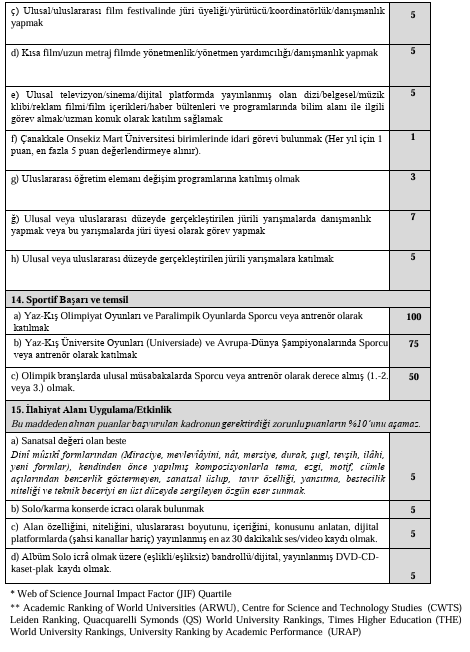 ç) Ulusal/uluslararası film festivalinde jüri üyeliği/yürütücü/koordinatörlük/danışmanlık
yapmak
5
d) Kısa film/uzun metraj filmde yönetmenlik/yönetmen yardımcılığı/danışmanlık yapmak
5
e) Ulusal televizyon/sinema/dijital platformda yayınlanmış olan dizi/belgesel/müzik
klibi/reklam filmi/film içerikleri/haber bültenleri ve programlarında bilim alanı ile ilgili
görev almak/uzman konuk olarak katılım sağlamak
5
f) Çanakkale Onsekiz Mart Üniversitesi birimlerinde idari görevi bulunmak (Her yıl için 1
puan, en fazla 5 puan değerlendirmeye alınır).
1
g) Uluslararası öğretim elemanı değişim programlarına katılmış olmak
3
ğ) Ulusal veya uluslararası düzeyde gerçekleştirilen jürili yarışmalarda danışmanlık
yapmak veya bu yarışmalarda jüri üyesi olarak görev yapmak
7
h) Ulusal veya uluslararası düzeyde gerçekleştirilen jürili yarışmalara katılmak
5
14. Sportif Başarı ve temsil
a) Yaz-Kış Olimpiyat Oyunları ve Paralimpik Oyunlarda Sporcu veya antrenör olarak
katılmak
100
b) Yaz-Kış Üniversite Oyunları (Universiade) ve Avrupa-Dünya Şampiyonalarında Sporcu
veya antrenör olarak katılmak
75
c) Olimpik branşlarda ulusal müsabakalarda Sporcu veya antrenör olarak derece almış (1.-2.
veya 3.) olmak.
50
15. İlahiyat Alanı Uygulama/Etkinlik
Bu maddeden alınan puanlar başvurulan kadronun gerektirdiği zorunlu puanların %10'unu aşamaz.
a) Sanatsal değeri olan beste
Dinî mûsikî formlarından (Miraciye, mevlevîâyini, nât, mersiye, durak, şugl, tevşih, ilâhi,
yeni formlar), kendinden önce yapılmış kompozisyonlarla tema, ezgi, motif, cümle
açılarından benzerlik göstermeyen, sanatsal üslup, tavır özelliği, yansıtma, bestecilik
niteliği ve teknik beceriyi en üst düzeyde sergileyen özgün eser sunmak.
5
b) Solo/karma konserde icracı olarak bulunmak
5
c) Alan özelliğini, niteliğini, uluslararası boyutunu, içeriğini, konusunu anlatan, dijital
platformlarda (şahsi kanallar hariç) yayınlanmış en az 30 dakikalık ses/video kaydı olmak.
5
d) Albüm Solo icrâ olmak üzere (eşlikli/eşliksiz) bandrollü/dijital, yayınlanmış DVD-CD-
kaset-plak kaydı olmak.
5
* Web of Science Journal Impact Factor (JIF) Quartile
** Academic Ranking of World Universities (ARWU), Centre for Science and Technology Studies (CWTS)
Leiden Ranking, Quacquarelli Symonds (QS) World University Rankings, Times Higher Education (THE)
World University Rankings, University Ranking by Academic Performance (URAP)